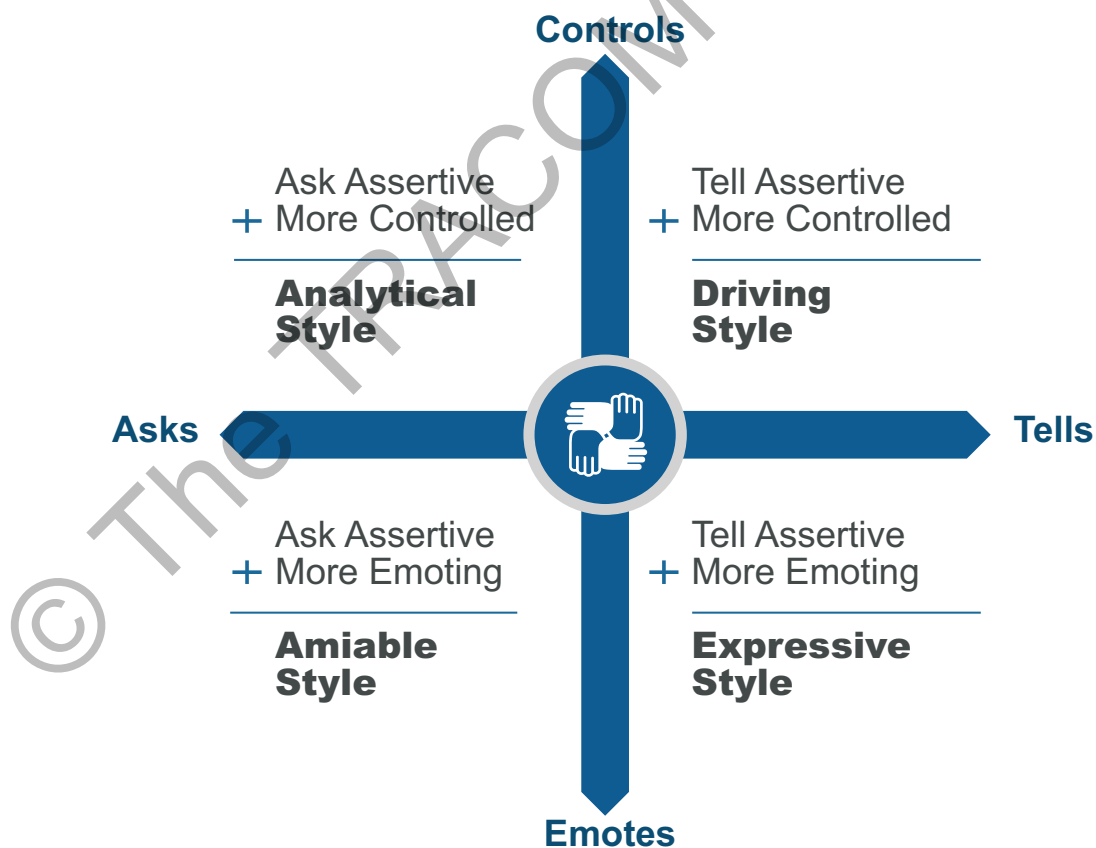 Controls
Ask Assertive
+ More Controlled
Analytical
Style
Tell Assertive
+ More Controlled
Driving
Style
Asks
Tells
Ask Assertive
+ More Emoting
Amiable
Style
Tell Assertive
+ More Emoting
Expressive
Style
Emotes
© The TRACOM